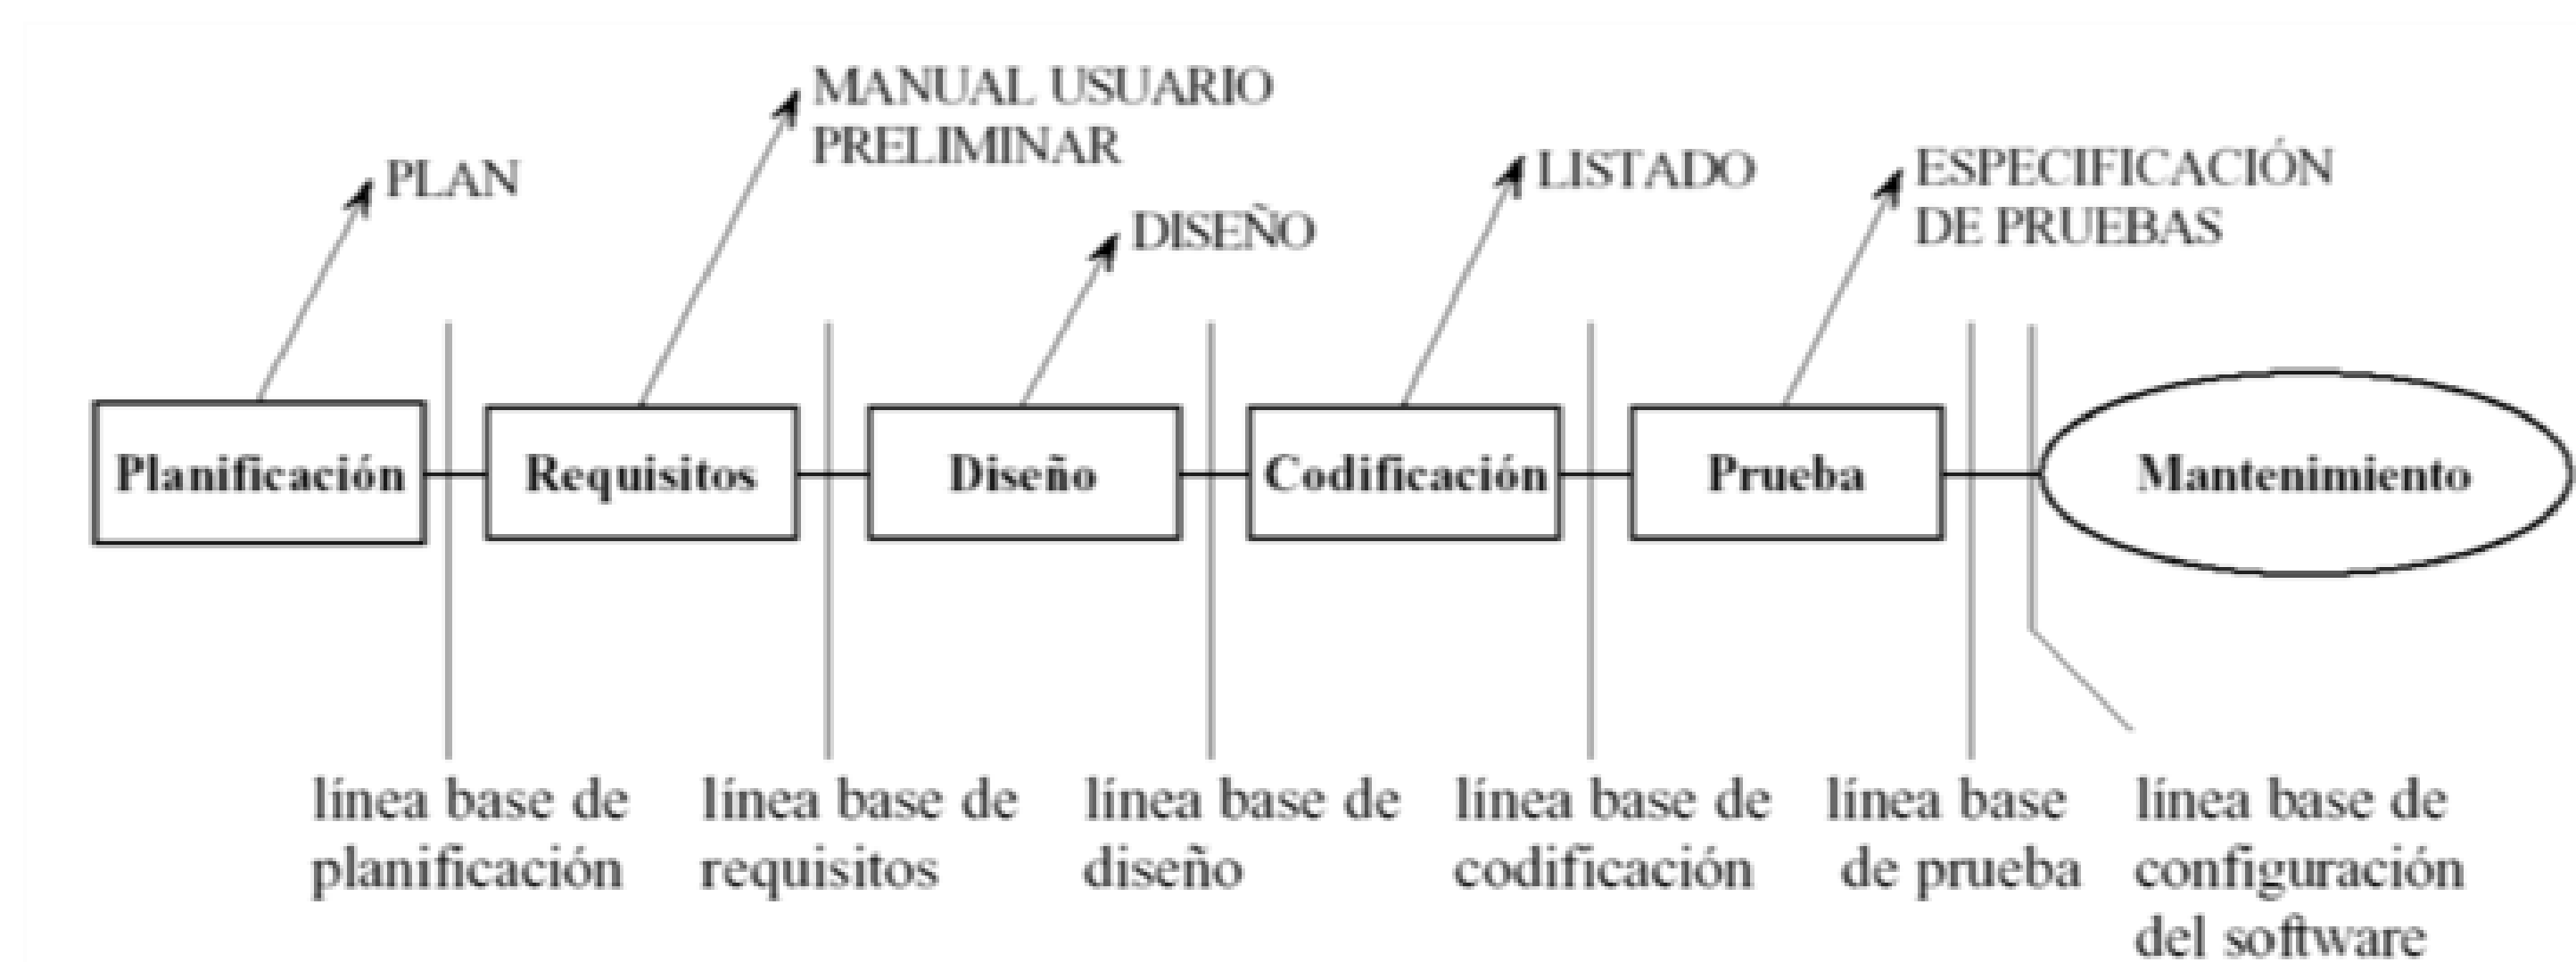 MANUAL USUARIO
PRELIMINAR
PLAN
LISTADO
ESPECIFICACIÓN
DE PRUEBAS
DISEÑO
Planificación
Requisitos
Diseño
Codificación
Prueba
Mantenimiento
línea base de
planificación
línea base de
requisitos
línea base de
diseño
línea base de
codificación
línea base
de prueba
línea base de
configuración
del software